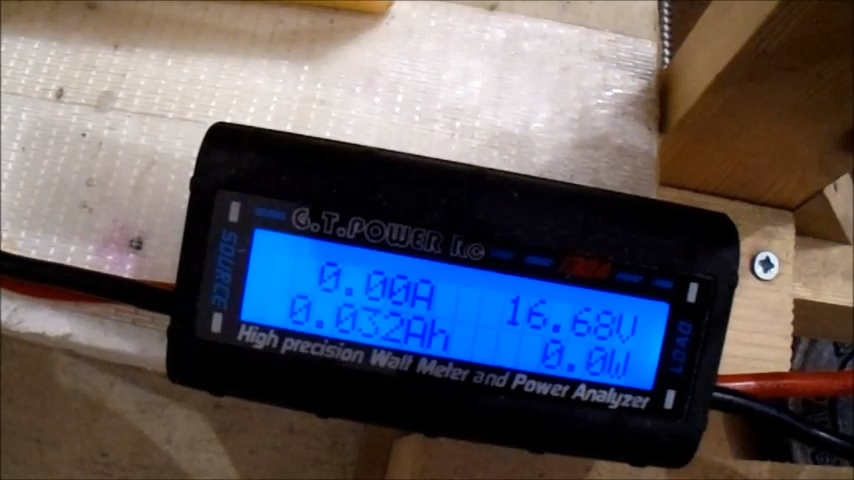 G.T.POWER RC
SOURCE
0.00A 16.68V
0.032Ah 0.0W
LOAD
High precision Watt Meter and Power Analyzer